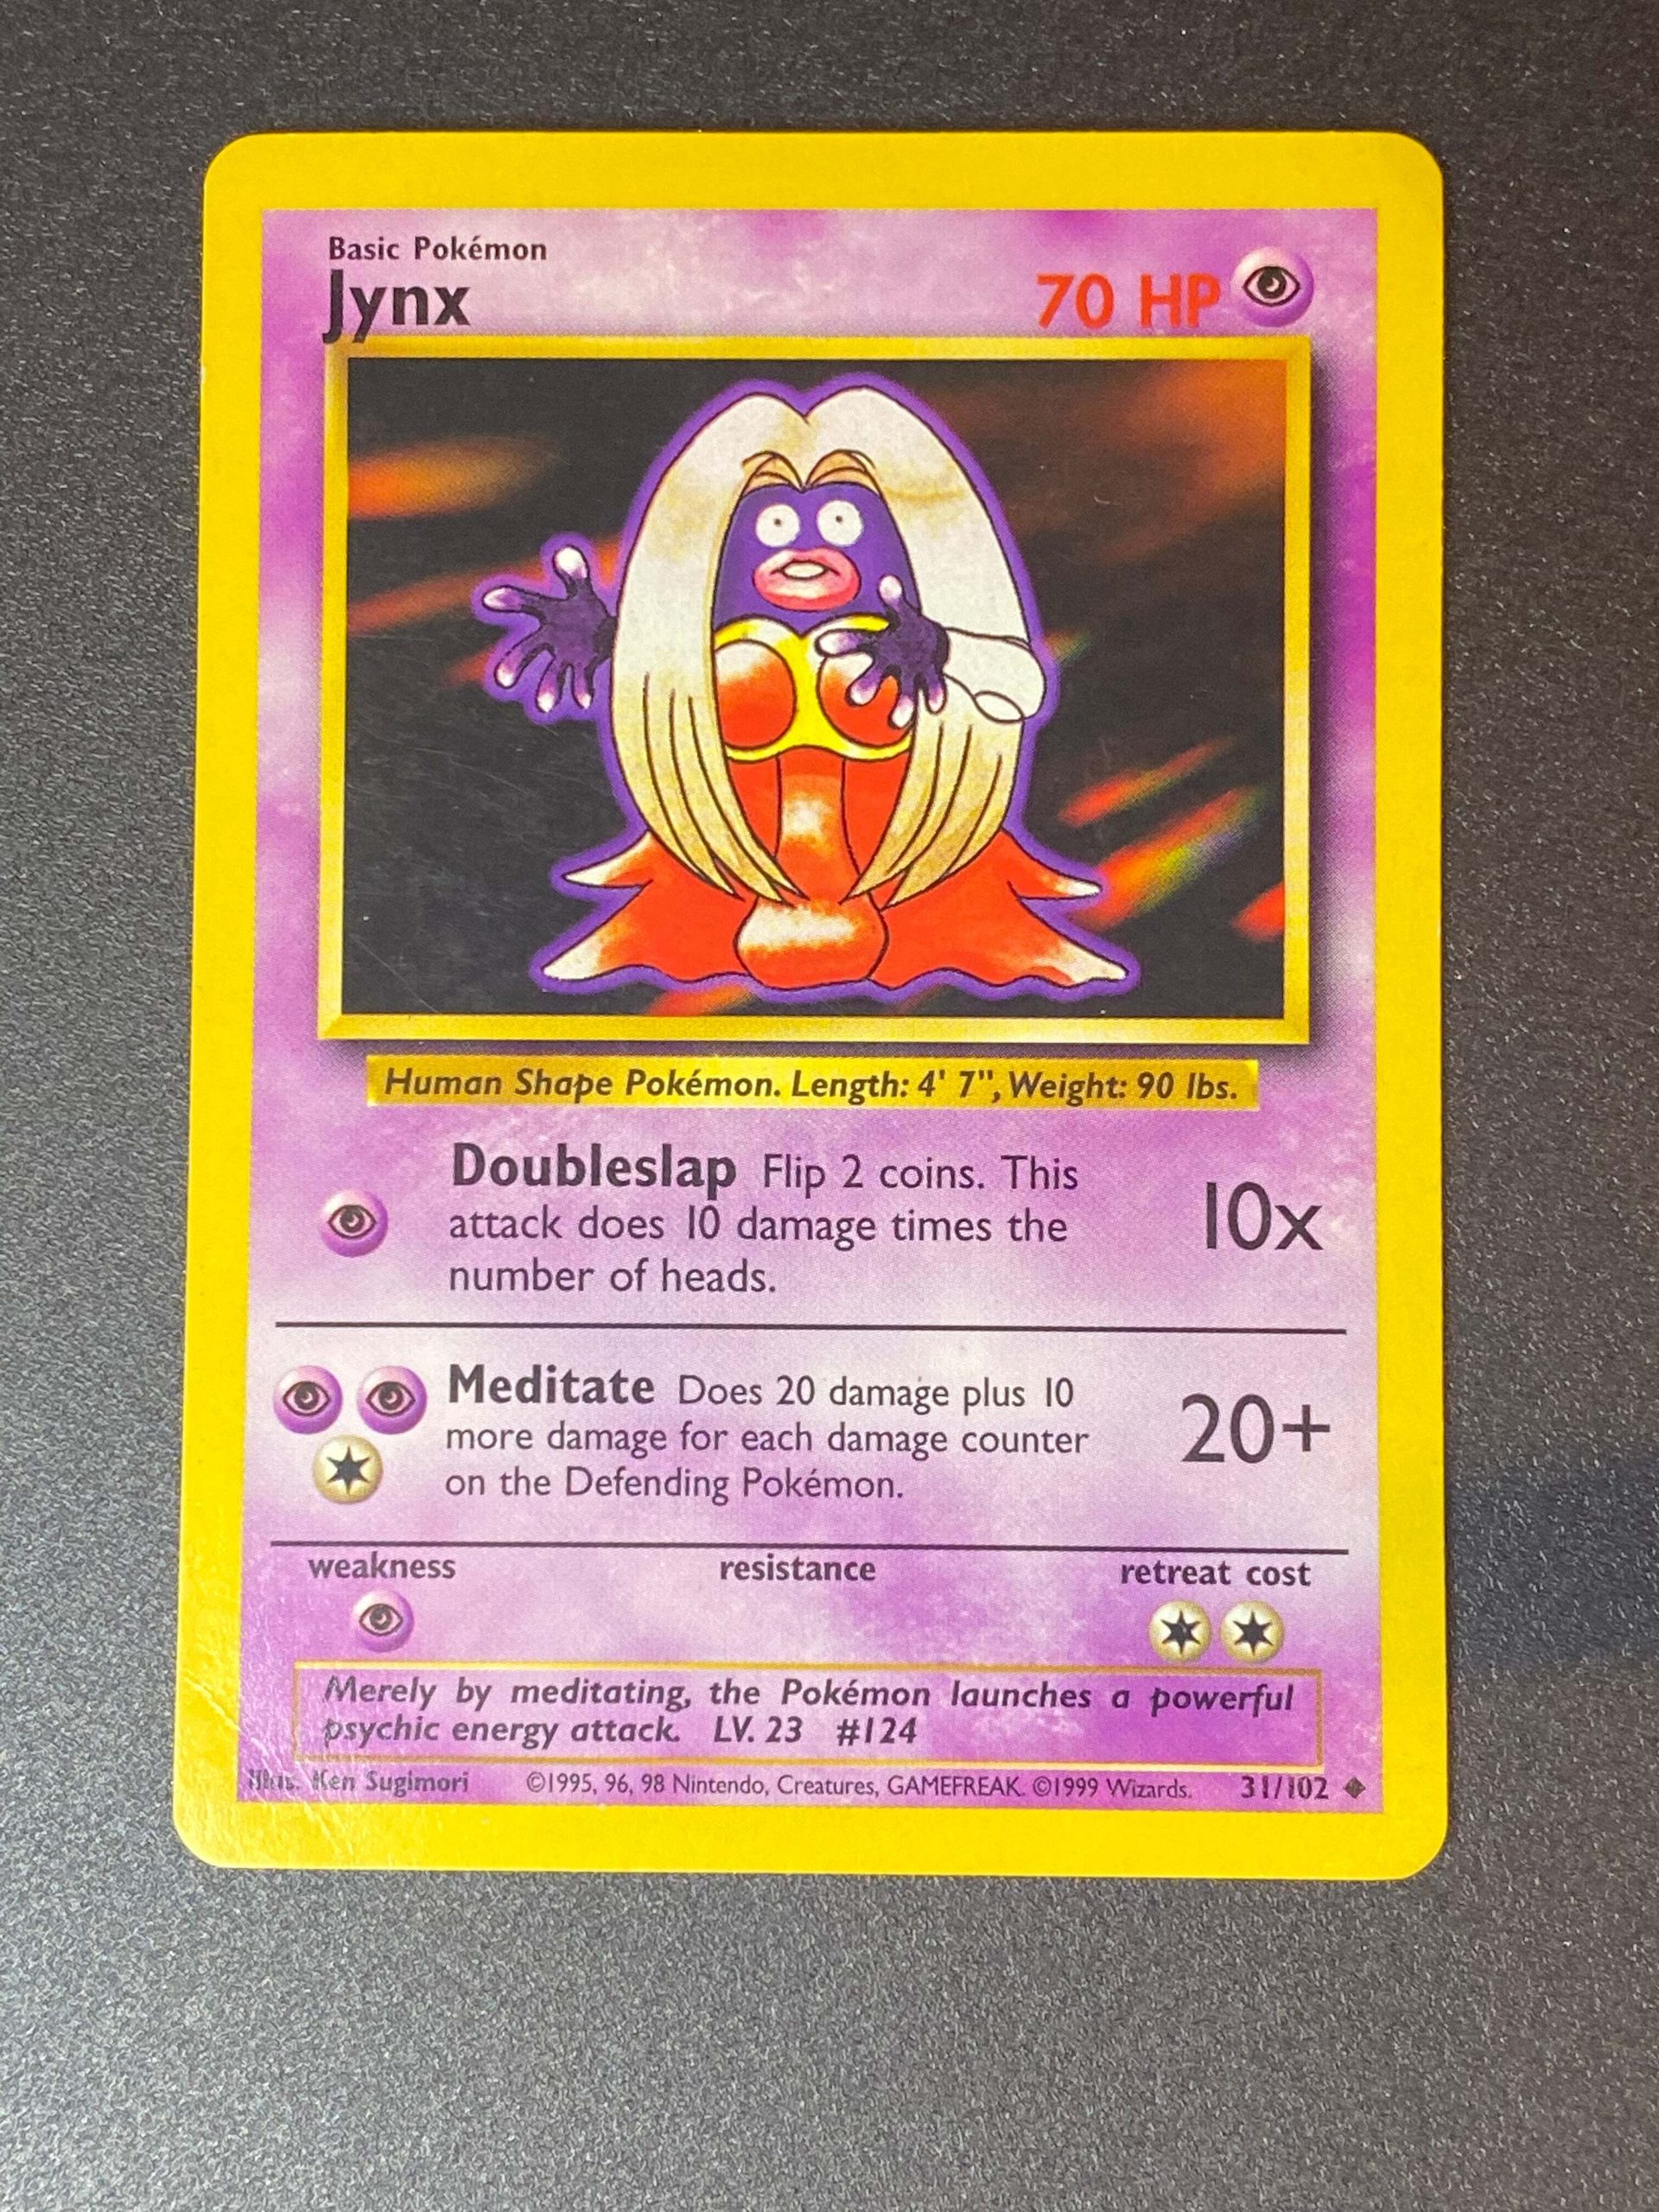 Basic Pokémon
Jynx
70 HP
Human Shape Pokémon. Length: 4' 7", Weight: 90 lbs.
Doubleslap Flip 2 coins. This
attack does 10 damage times the
number of heads.
10x
Meditate Does 20 damage plus 10
more damage for each damage counter
on the Defending Pokémon.
20+
weakness
resistance
retreat cost
Merely by meditating, the Pokémon launches a powerful
psychic energy attack. LV. 23 #124
Illus. Ken Sugimori ©1995, 96, 98 Nintendo, Creatures, GAMEFREAK. ©1999 Wizards. 31/102